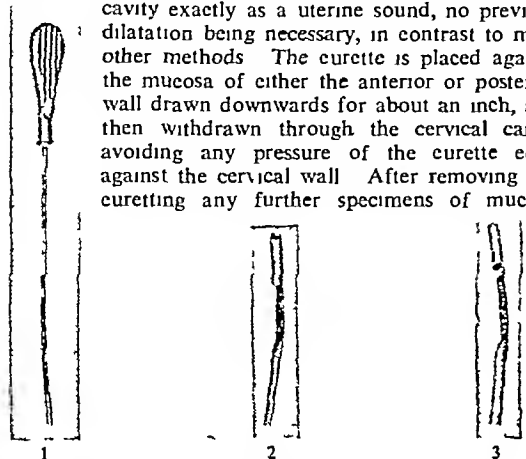 cavity exactly as a uterine sound, no previ
dilatation being necessary, in contrast to m
other methods The curette is placed aga
the mucosa of either the anterior or poste
wall drawn downwards for about an inch,
then withdrawn through the cervical ca
avoiding any pressure of the curette e
against the cervical wall After removing
curetting any further specimens of muc
1 2 3